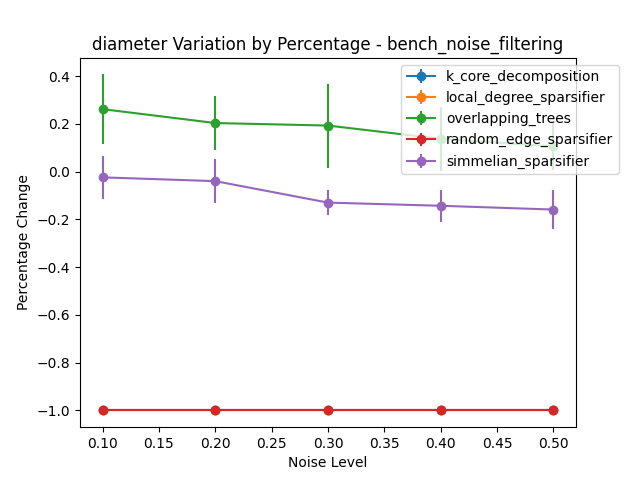 diameter Variation by Percentage - bench_noise_filtering
k_core_decomposition
local_degree_sparsifier
overlapping_trees
random_edge_sparsifier
simmelian_sparsifier
Percentage Change
0.4
0.2
0.0
−0.2
−0.4
−0.6
−0.8
−1.0
0.10 0.15 0.20 0.25 0.30 0.35 0.40 0.45 0.50
Noise Level